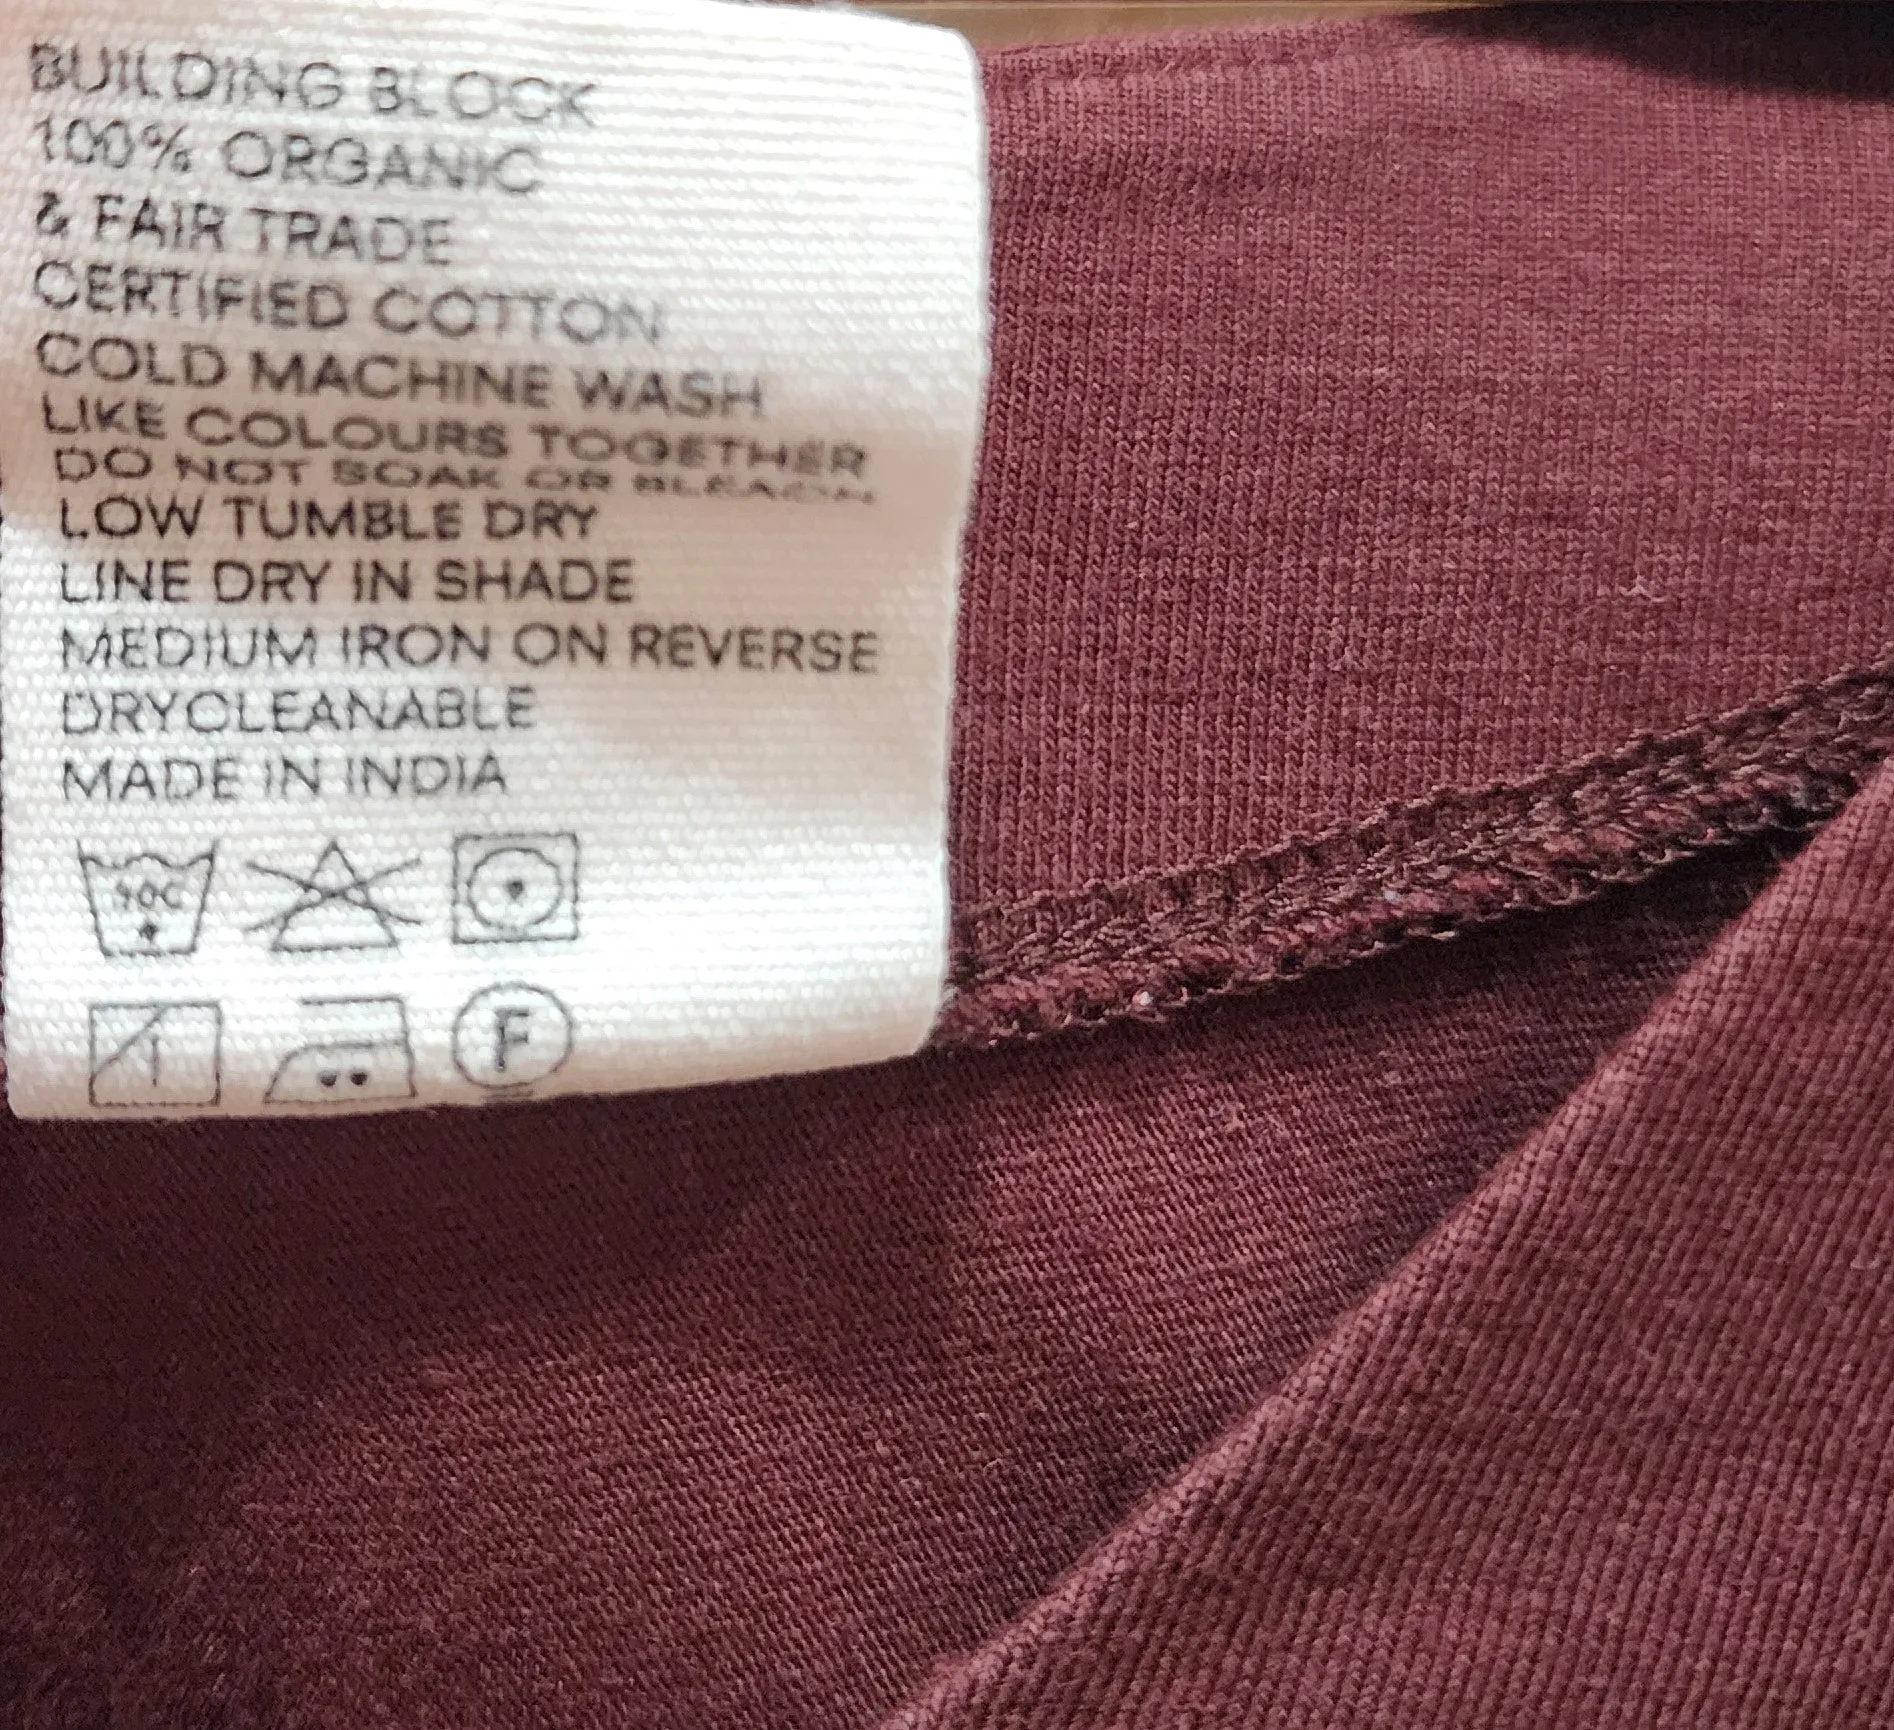 BUILDING BLOCK
100% ORGANIC
& FAIR TRADE
CERTIFIED COTTON
COLD MACHINE WASH
LIKE COLOURS TOGETHER
DO NOT SOAK OR BLEACH
LOW TUMBLE DRY
LINE DRY IN SHADE
MEDIUM IRON ON REVERSE
DRYCLEANABLE
MADE IN INDIA
F